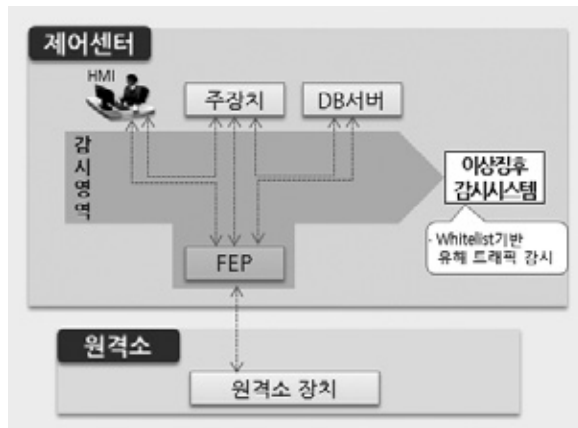 제어센터
HMI
주장치
DB서버
감
시
영
역
이상징후
감시시스템
- Whitelist기반
유해 트래픽 감시
FEP
원격소
원격소 장치